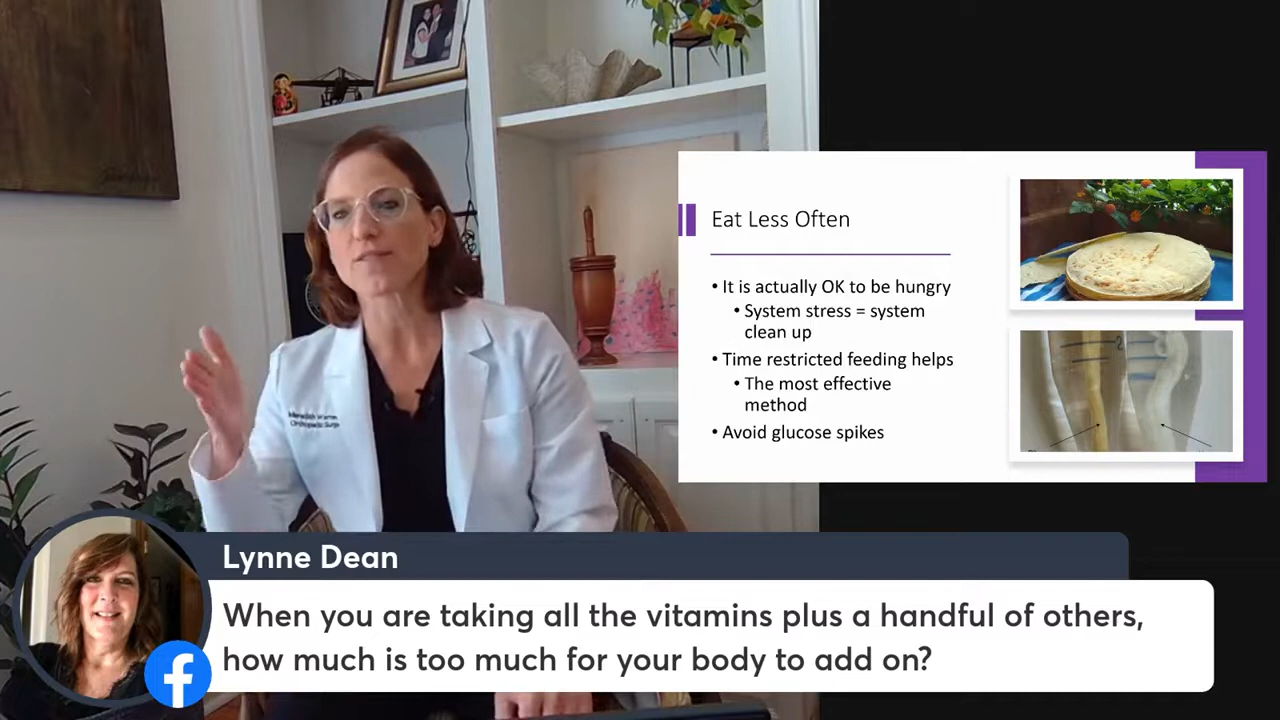 Eat Less Often
• It is actually OK to be hungry
• System stress = system
clean up
• Time restricted feeding helps
• The most effective
method
• Avoid glucose spikes
Lynne Dean
When you are taking all the vitamins plus a handful of others,
how much is too much for your body to add on?